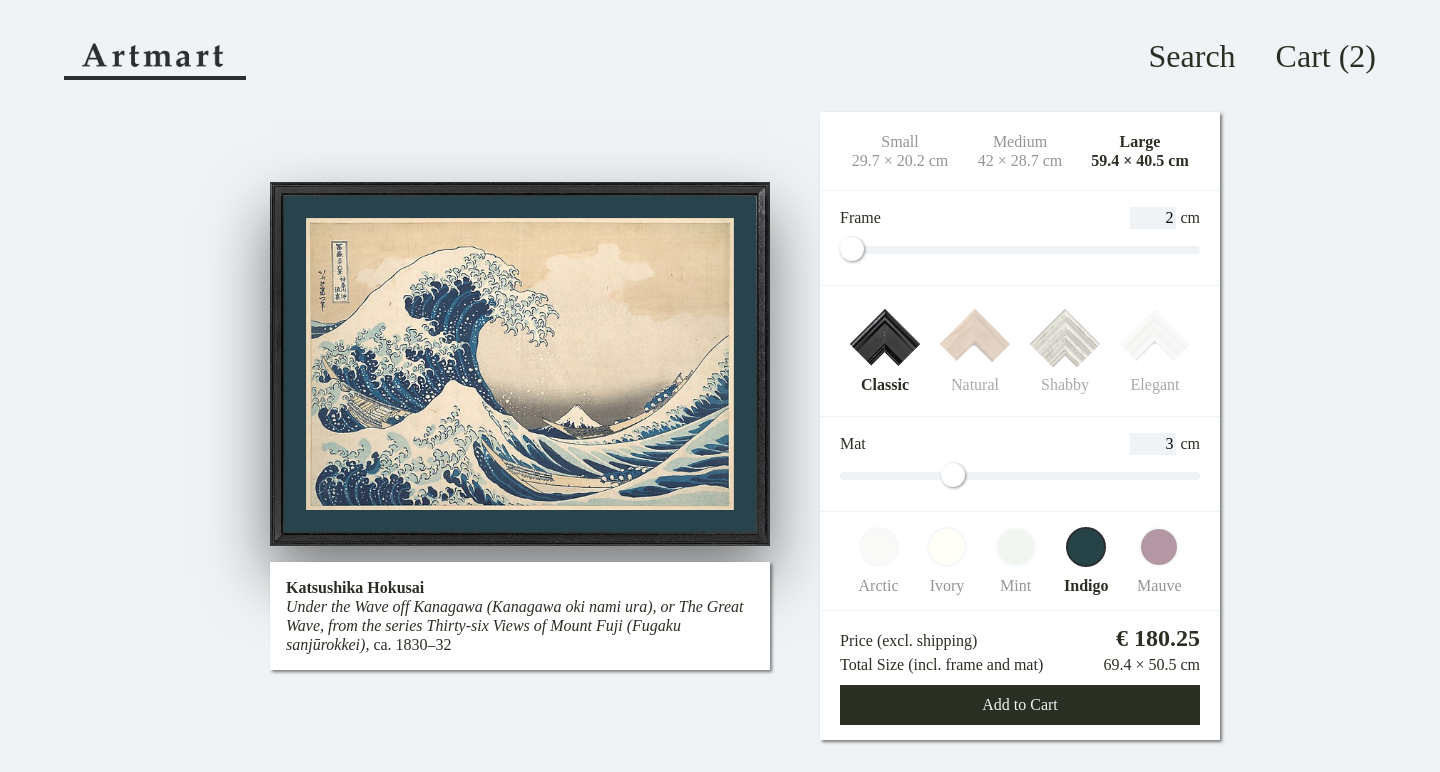 Artmart
Search
Cart (2)
Small
29.7 × 20.2 cm
Medium
42 × 28.7 cm
Large
59.4 × 40.5 cm
Frame
2 cm
Classic
Natural
Shabby
Elegant
Mat
3 cm
Arctic
Ivory
Mint
Indigo
Mauve
Price (excl. shipping)
€ 180.25
Total Size (incl. frame and mat)
69.4 × 50.5 cm
Add to Cart
Katsushika Hokusai
Under the Wave off Kanagawa (Kanagawa oki nami ura), or The Great
Wave, from the series Thirty-six Views of Mount Fuji (Fugaku
sanjūrokkei), ca. 1830–32